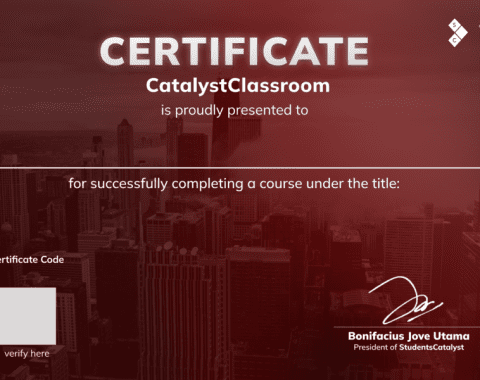 S
C
CERTIFICATE
CatalystClassroom
is proudly presented to
for successfully completing a course under the title:
ertificate Code
verify here
Bonifacius Jove Utama
President of StudentsCatalyst